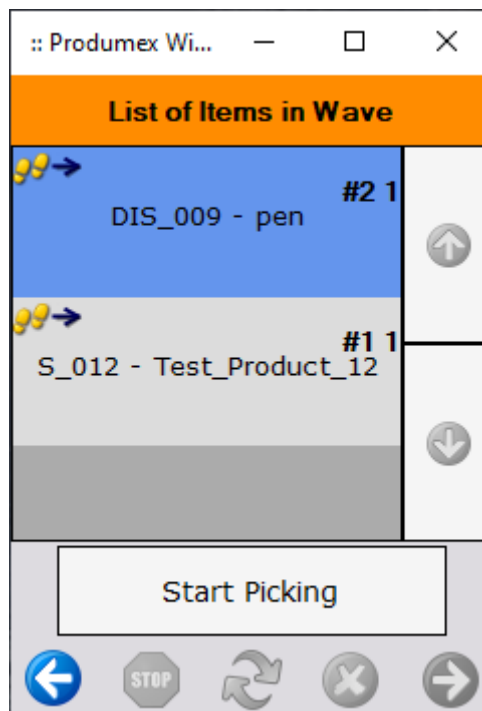 :: Produmex Wi...
List of Items in Wave
#2 1
DIS_009 - pen
#1 1
S_012 - Test_Product_12
Start Picking
STOP